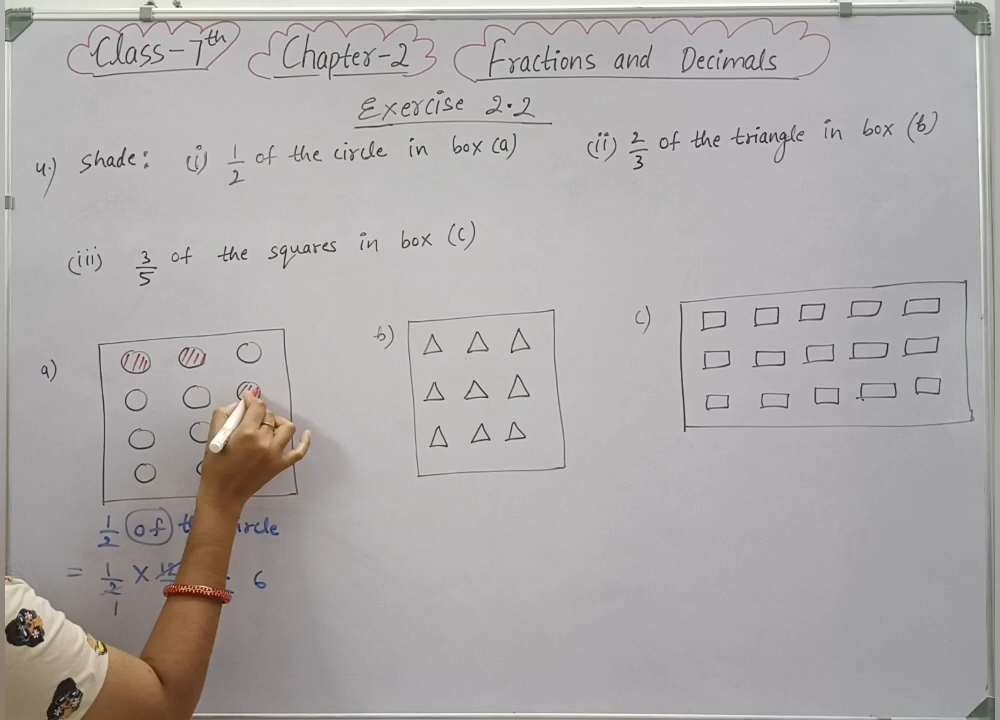 Class-7th Chapter-2 Fractions and Decimals
Exercise 2.2
4.) Shade: (i) 1/2 of the circle in box (a) (ii) 2/3 of the triangle in box (b)
(iii) 3/5 of the squares in box (c)
a) b) c)
1/2 of
= 1/2 × 12 6
1